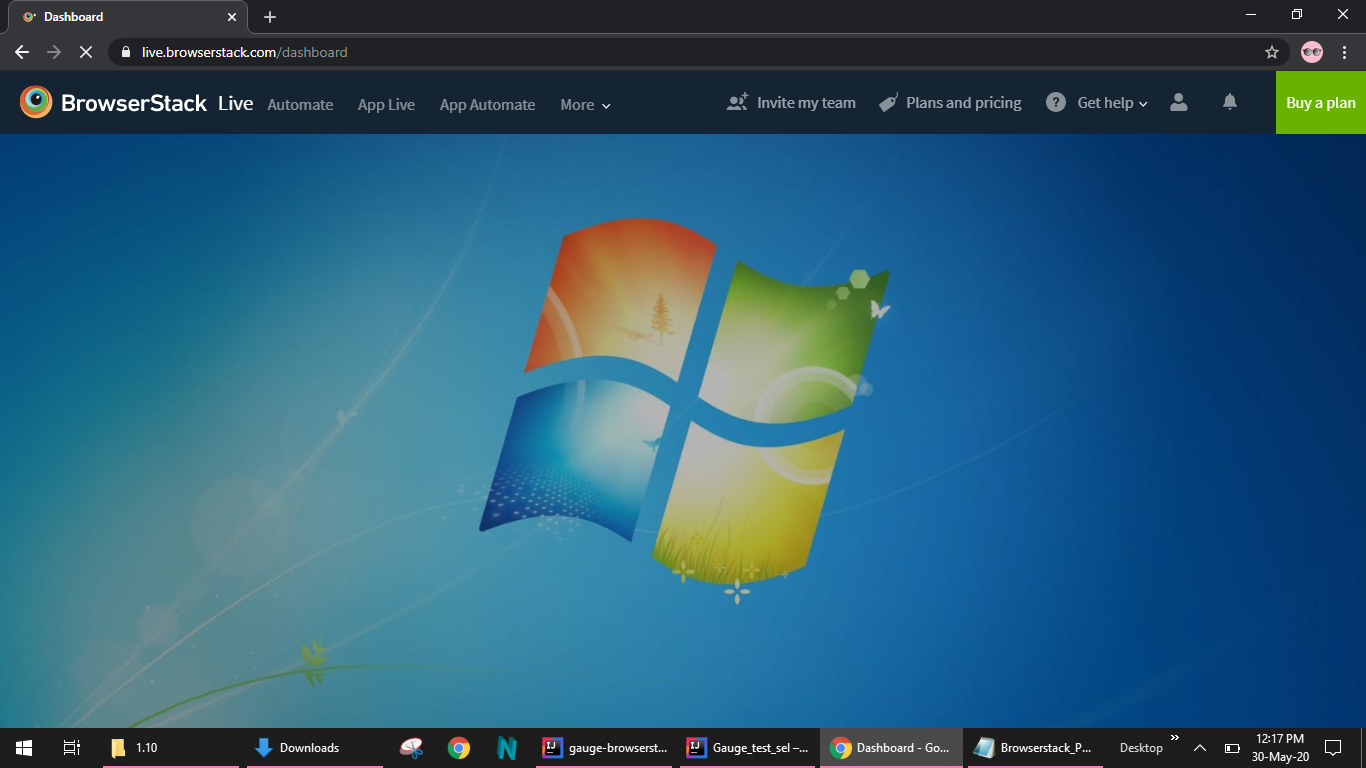 Dashboard
live.browserstack.com/dashboard
BrowserStack Live Automate App Live App Automate More Invite my team Plans and pricing ? Get help Buy a plan
1.10 Downloads N IJ gauge-browserst... IJ Gauge_test_sel –... Dashboard - Go... Browserstack_P... Desktop » 12:17 PM
30-May-20